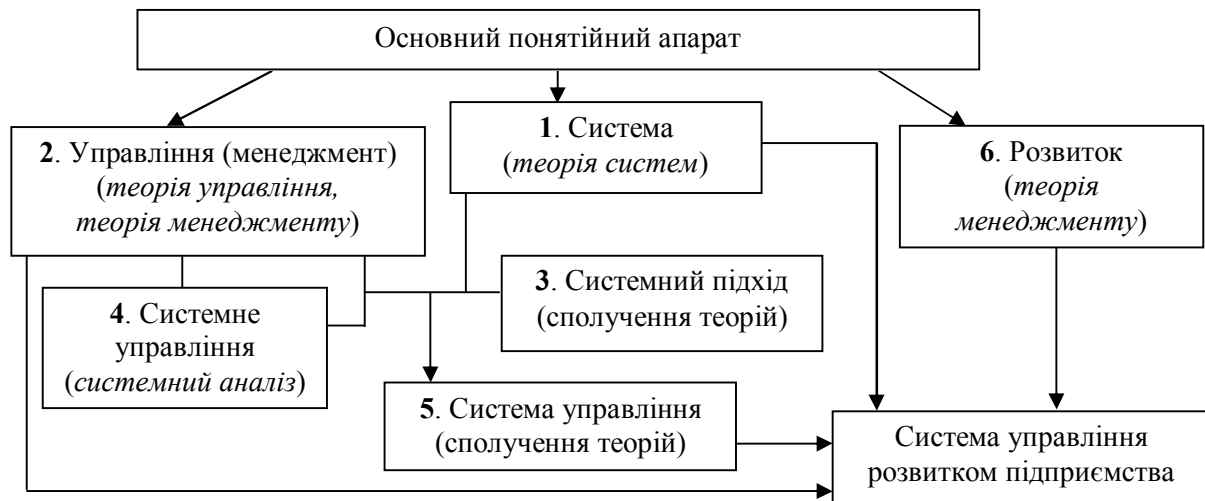 Основний понятійний апарат
1. Система
(теорія систем)
2. Управління (менеджмент)
(теорія управління,
теорія менеджменту)
6. Розвиток
(теорія
менеджменту)
3. Системний підхід
(сполучення теорій)
4. Системне
управління
(системний аналіз)
5. Система управління
(сполучення теорій)
Система управління
розвитком підприємства